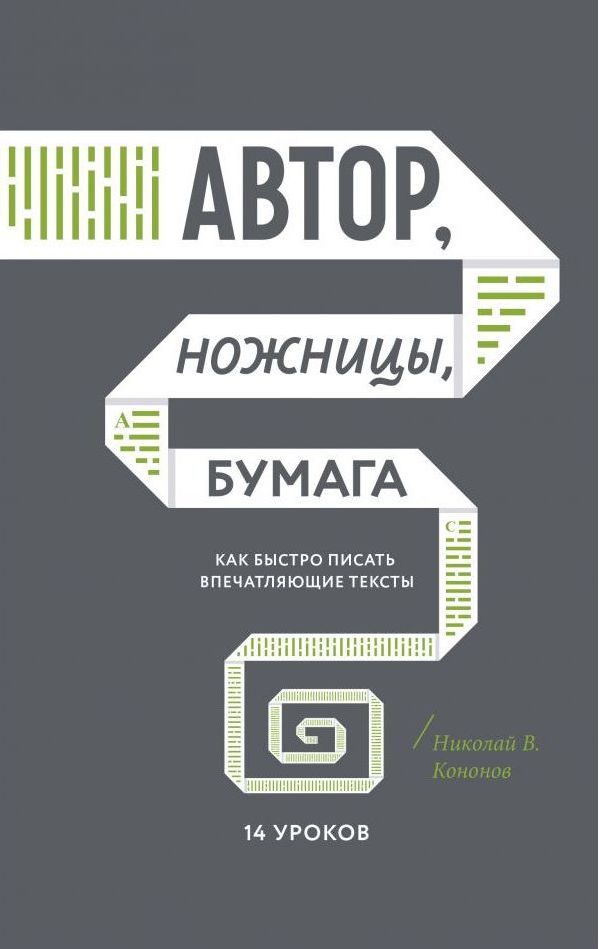 АВТОР,
НОЖНИЦЫ,
А
БУМАГА
С
КАК БЫСТРО ПИСАТЬ
ВПЕЧАТЛЯЮЩИЕ ТЕКСТЫ
Николай В.
Кононов
14 УРОКОВ